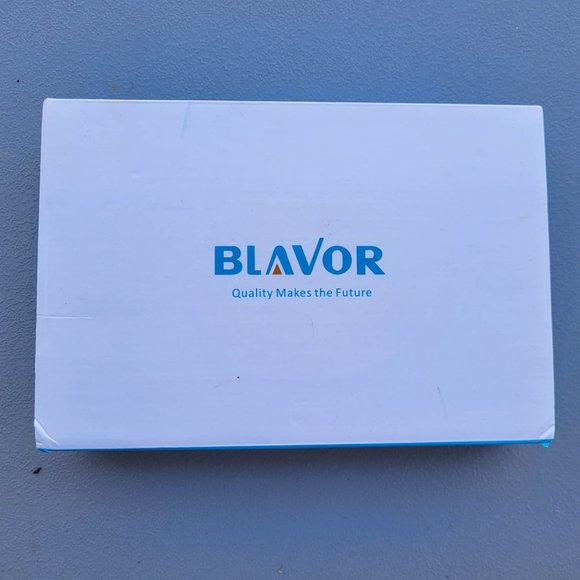 BLAVOR
Quality Makes the Future